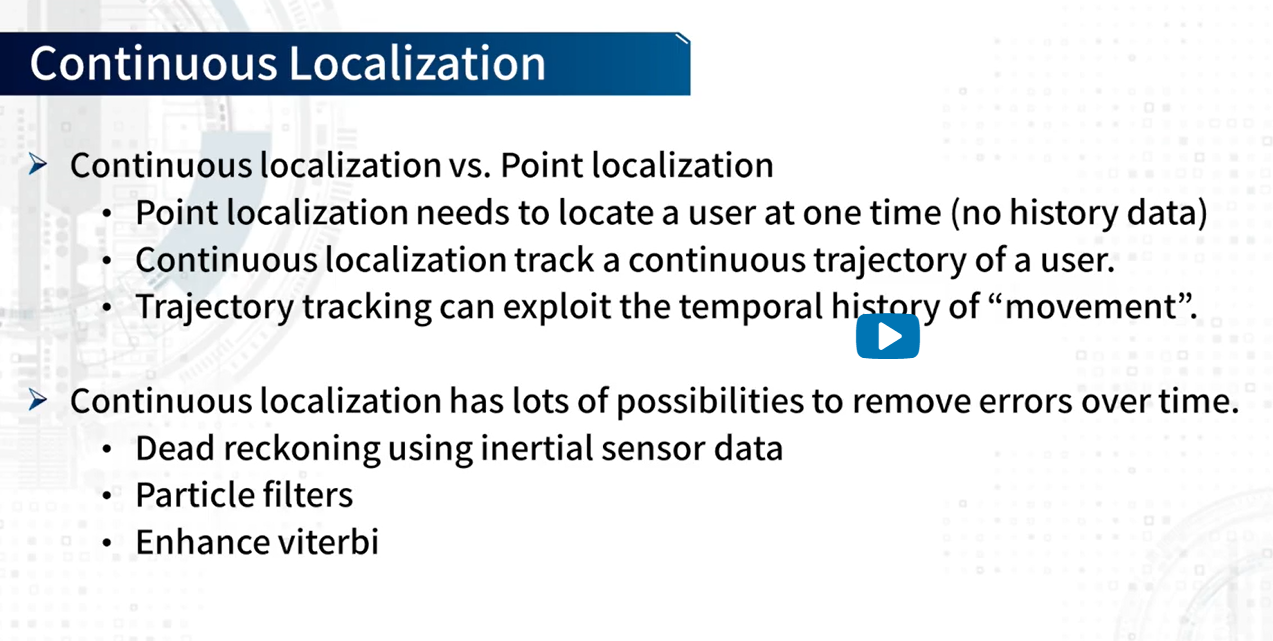 Continuous Localization
Continuous localization vs. Point localization
• Point localization needs to locate a user at one time (no history data)
• Continuous localization track a continuous trajectory of a user.
• Trajectory tracking can exploit the temporal history of “movement”.
Continuous localization has lots of possibilities to remove errors over time.
• Dead reckoning using inertial sensor data
• Particle filters
• Enhance viterbi